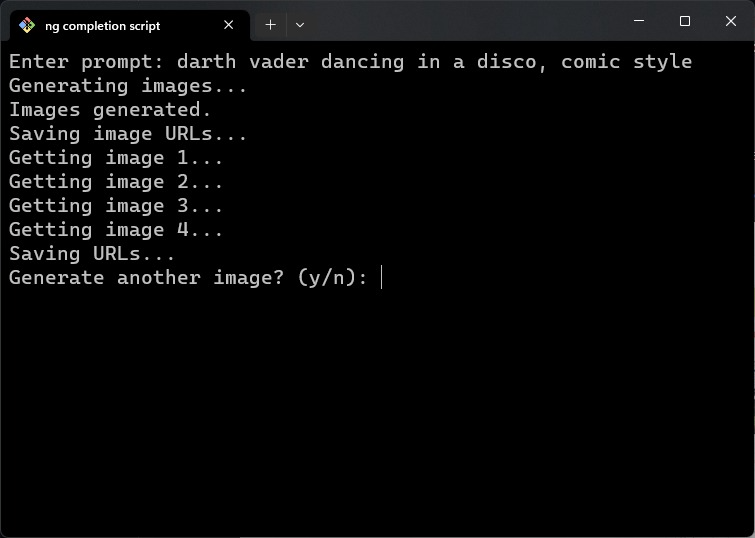 ng completion script
Enter prompt: darth vader dancing in a disco, comic style
Generating images...
Images generated.
Saving image URLs...
Getting image 1...
Getting image 2...
Getting image 3...
Getting image 4...
Saving URLs...
Generate another image? (y/n):